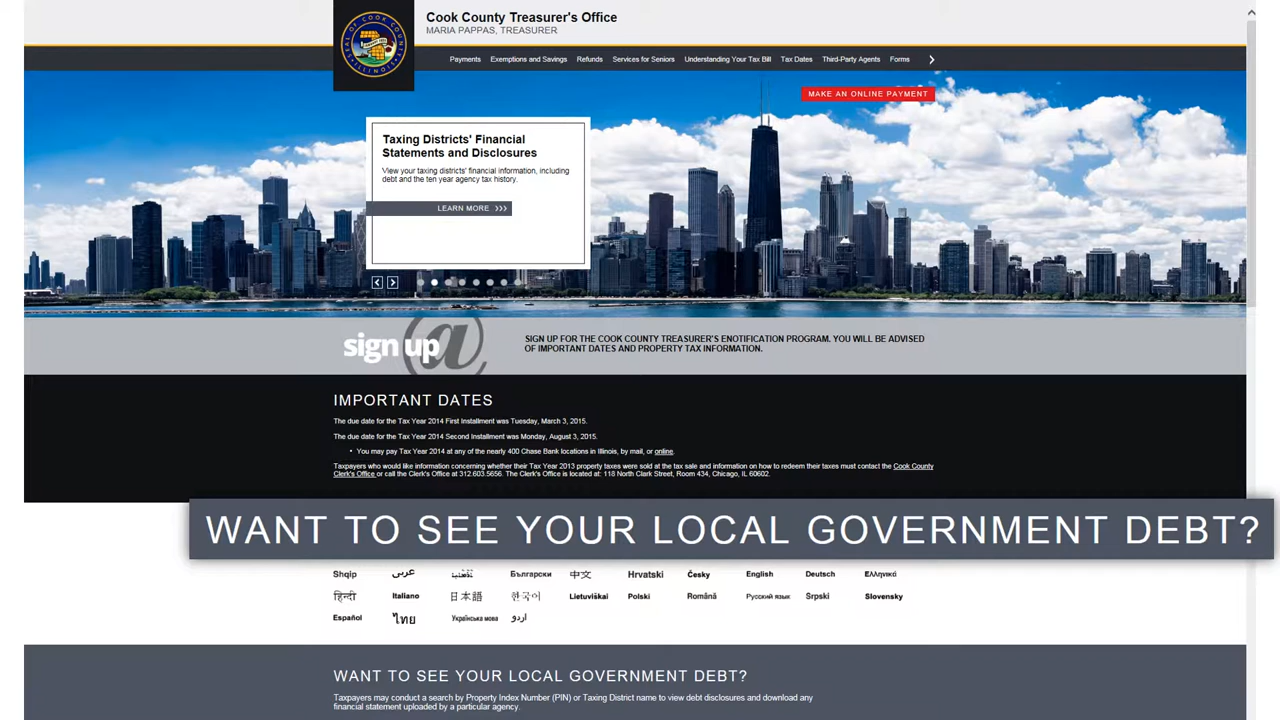 Cook County Treasurer's Office
MARIA PAPPAS, TREASURER
Payments Exemptions and Savings Refunds Services for Seniors Understanding Your Tax Bill Tax Dates Third-Party Agents Forms
MAKE AN ONLINE PAYMENT
Taxing Districts' Financial
Statements and Disclosures
View your taxing districts' financial information, including
debt and the ten year agency tax history.
LEARN MORE
sign up @
SIGN UP FOR THE COOK COUNTY TREASURER'S ENOTIFICATION PROGRAM. YOU WILL BE ADVISED
OF IMPORTANT DATES AND PROPERTY TAX INFORMATION.
IMPORTANT DATES
The due date for the Tax Year 2014 First Installment was Tuesday, March 3, 2015.
The due date for the Tax Year 2014 Second Installment was Monday, August 3, 2015.
• You may pay Tax Year 2014 at any of the nearly 400 Chase Bank locations in Illinois, by mail, or online.
Taxpayers who would like information concerning whether their Tax Year 2013 property taxes were sold at the tax sale and information on how to redeem their taxes must contact the Cook County
Clerk's Office or call the Clerk's Office at 312.603.5656. The Clerk's Office is located at: 118 North Clark Street, Room 434, Chicago, IL 60602.
WANT TO SEE YOUR LOCAL GOVERNMENT DEBT?
Shqip عربى Български 中文 Hrvatski Česky English Deutsch Ελληνικά
हिन्दी Italiano 日本語 한국어 Lietuviškai Polski Română Русский язык Srpski Slovensky
Español ไทย Українська мова اردو
WANT TO SEE YOUR LOCAL GOVERNMENT DEBT?
Taxpayers may conduct a search by Property Index Number (PIN) or Taxing District name to view debt disclosures and download any
financial statement uploaded by a particular agency.